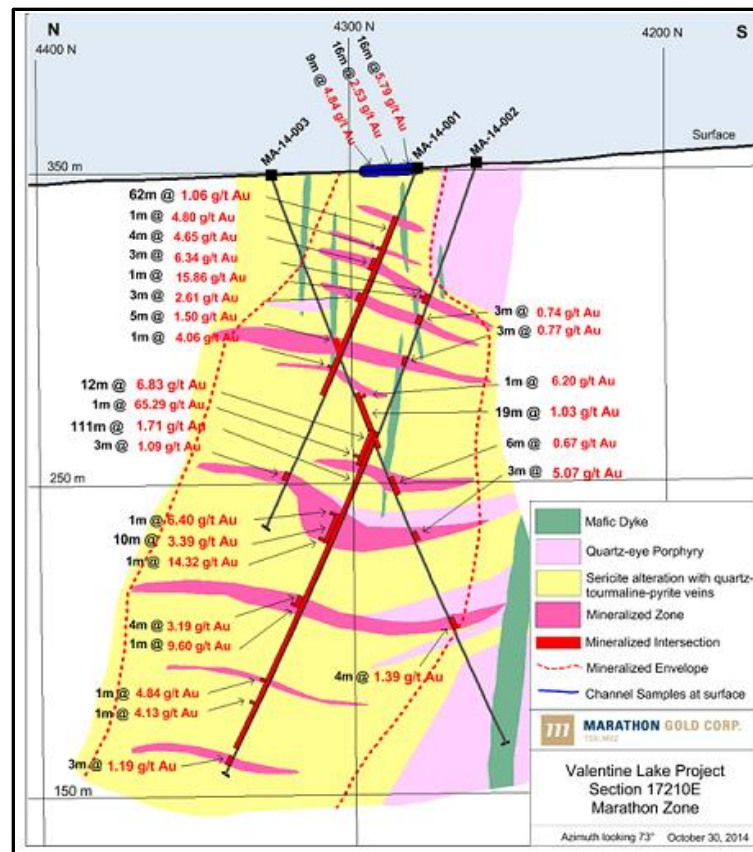 N
S
4400 N
4300 N
4200 N
9m @ 4.84 g/t Au
16m @ 2.53 g/t Au
16m @ 5.79 g/t Au
MA-14-003
MA-14-001
MA-14-002
Surface
350 m
62m @ 1.06 g/t Au
1m @ 4.80 g/t Au
4m @ 4.65 g/t Au
3m @ 6.34 g/t Au
1m @ 15.86 g/t Au
3m @ 2.61 g/t Au
5m @ 1.50 g/t Au
1m @ 4.06 g/t Au
3m @ 0.74 g/t Au
3m @ 0.77 g/t Au
12m @ 6.83 g/t Au
1m @ 65.29 g/t Au
111m @ 1.71 g/t Au
3m @ 1.09 g/t Au
1m @ 6.20 g/t Au
19m @ 1.03 g/t Au
6m @ 0.67 g/t Au
3m @ 5.07 g/t Au
250 m
1m @ 6.40 g/t Au
10m @ 3.39 g/t Au
1m @ 14.32 g/t Au
4m @ 3.19 g/t Au
1m @ 9.60 g/t Au
4m @ 1.39 g/t Au
1m @ 4.84 g/t Au
1m @ 4.13 g/t Au
3m @ 1.19 g/t Au
150 m
Mafic Dyke
Quartz-eye Porphyry
Sericite alteration with quartz-
tourmaline-pyrite veins
Mineralized Zone
Mineralized Intersection
Mineralized Envelope
Channel Samples at surface
MARATHON GOLD CORP.
TSX:MOZ
Valentine Lake Project
Section 17210E
Marathon Zone
Azimuth looking 73° October 30, 2014